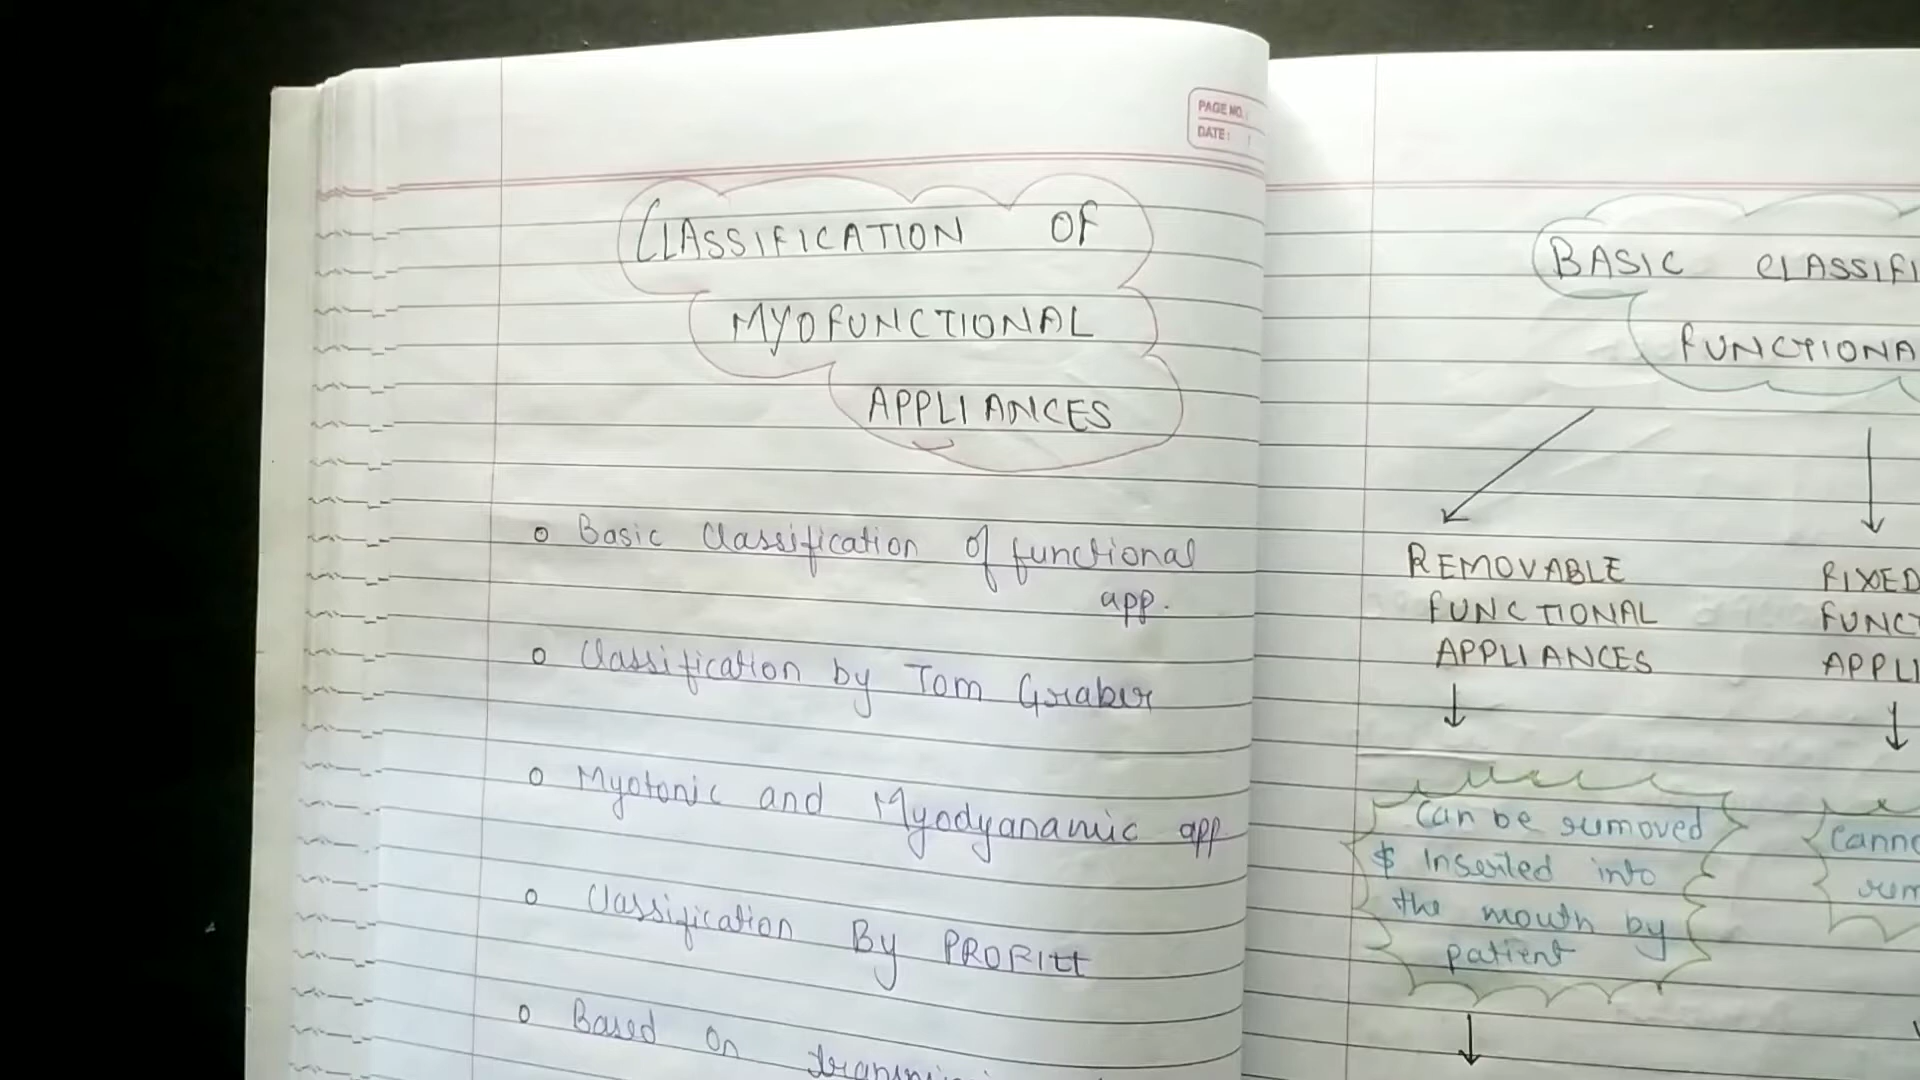 PAGE NO.:
DATE:
CLASSIFICATION OF
MYOFUNCTIONAL
APPLIANCES
o Basic Classification of functional
app.
o Classification by Tom Graber
o Myotonic and Myodyanamic app
o Classification By PROFITT
o Based On
BASIC CLASSIFI
FUNCTIONA
REMOVABLE
FUNCTIONAL
APPLIANCES
Can be removed
$ Inserted into
the mouth by
patient
FIXED
FUNCT
APPLI
Canno
rem